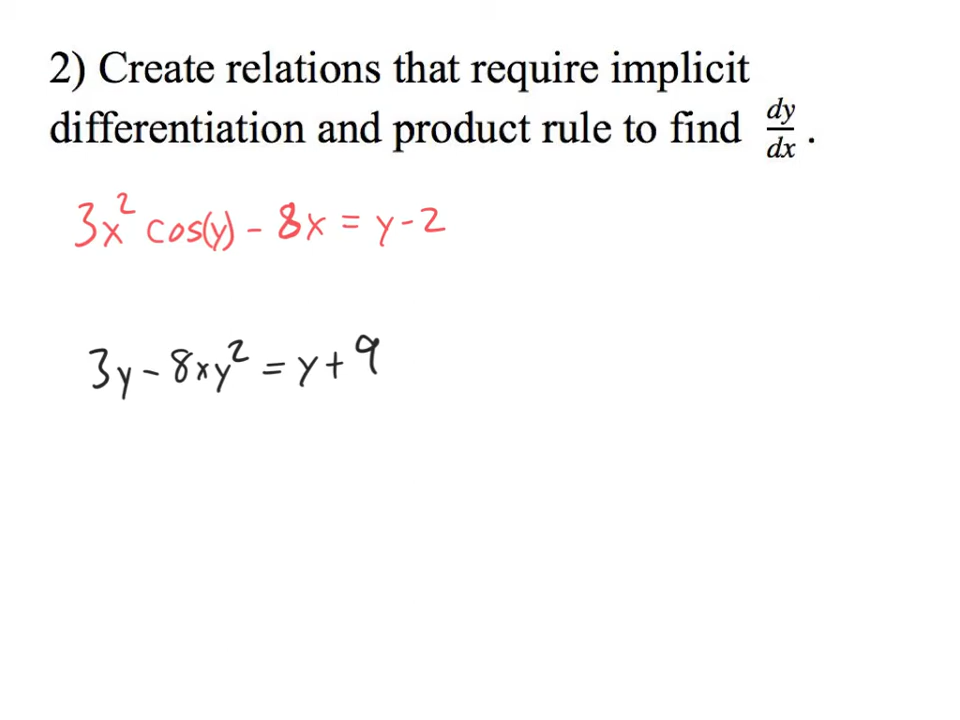 2) Create relations that require implicit
differentiation and product rule to find dy/dx .
3x² cos(y) - 8x = y - 2
3y - 8xy² = y + 9